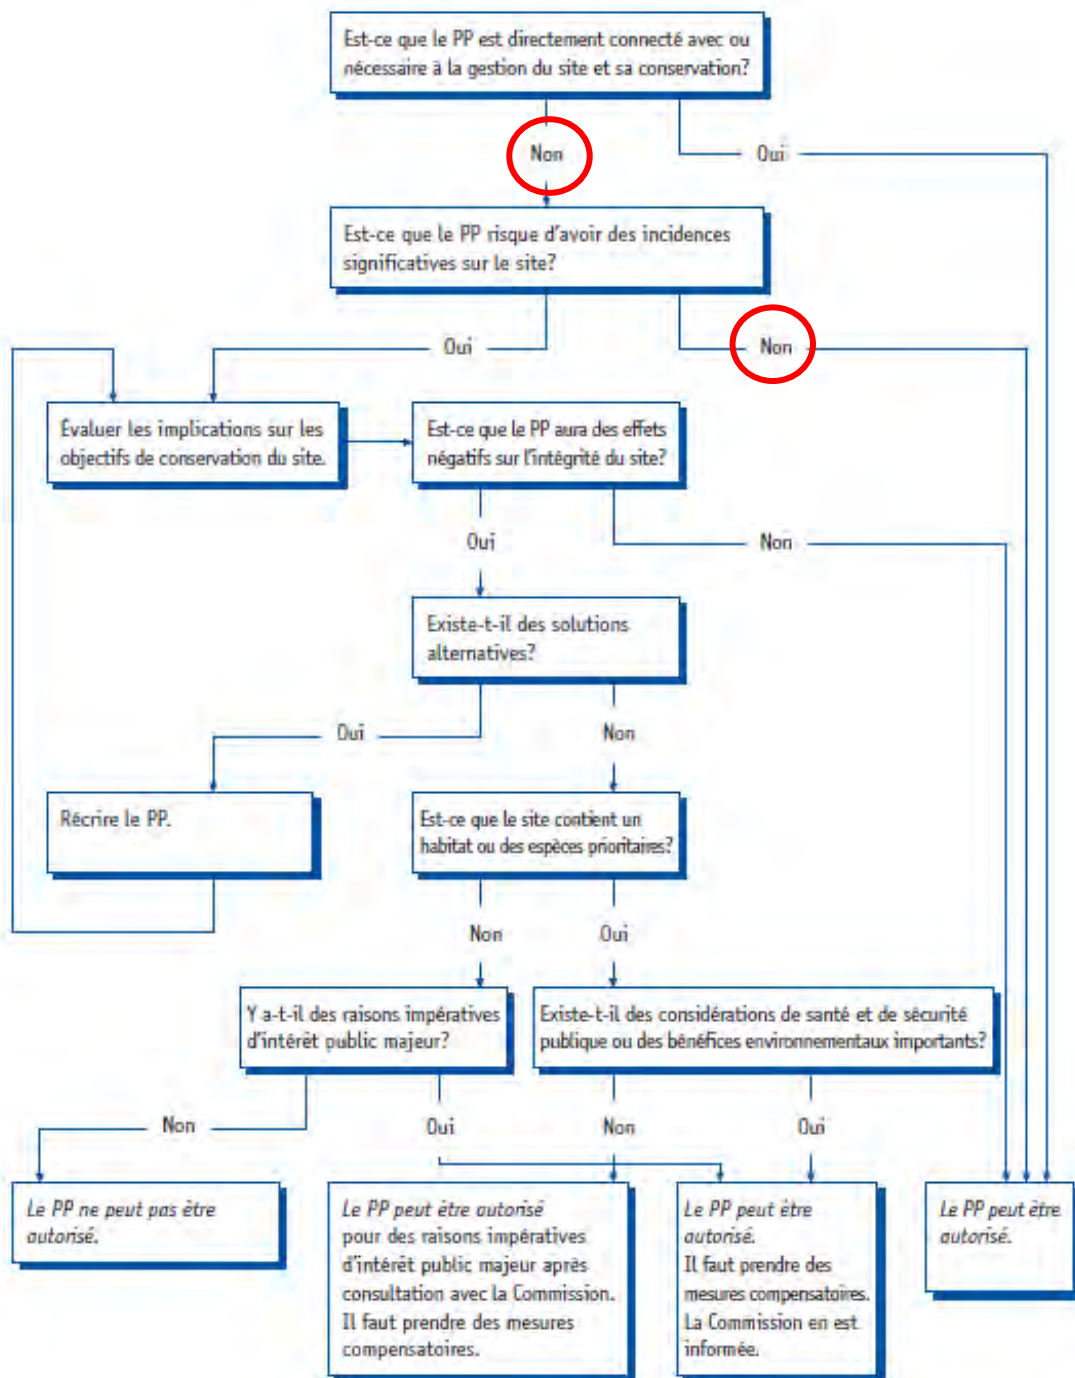 Est-ce que le PP est directement connecté avec ou
nécessaire à la gestion du site et sa conservation?
Non
Oui
Est-ce que le PP risque d'avoir des incidences
significatives sur le site?
Oui
Non
Évaluer les implications sur les
objectifs de conservation du site.
Est-ce que le PP aura des effets
négatifs sur l'intégrité du site?
Oui
Non
Existe-t-il des solutions
alternatives?
Oui
Non
Récrire le PP.
Est-ce que le site contient un
habitat ou des espèces prioritaires?
Non
Oui
Y a-t-il des raisons impératives
d'intérêt public majeur?
Existe-t-il des considérations de santé et de sécurité
publique ou des bénéfices environnementaux importants?
Non
Oui
Non
Oui
Le PP ne peut pas être
autorisé.
Le PP peut être autorisé
pour des raisons impératives
d'intérêt public majeur après
consultation avec la Commission.
Il faut prendre des mesures
compensatoires.
Le PP peut être
autorisé.
Il faut prendre des
mesures compensatoires.
La Commission en est
informée.
Le PP peut être
autorisé.